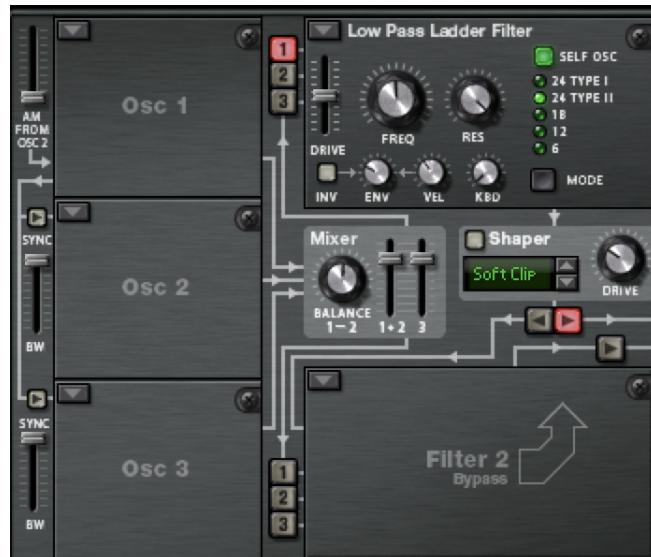 Low Pass Ladder Filter
SELF OSC
24 TYPE I
24 TYPE II
18
12
6
MODE
1
2
3
DRIVE
FREQ
RES
INV
ENV
VEL
KBD
Osc 1
AM
FROM
OSC 2
SYNC
Osc 2
BW
SYNC
Osc 3
BW
Mixer
BALANCE
1-2
1+2
3
Shaper
Soft Clip
DRIVE
1
2
3
Filter 2
Bypass